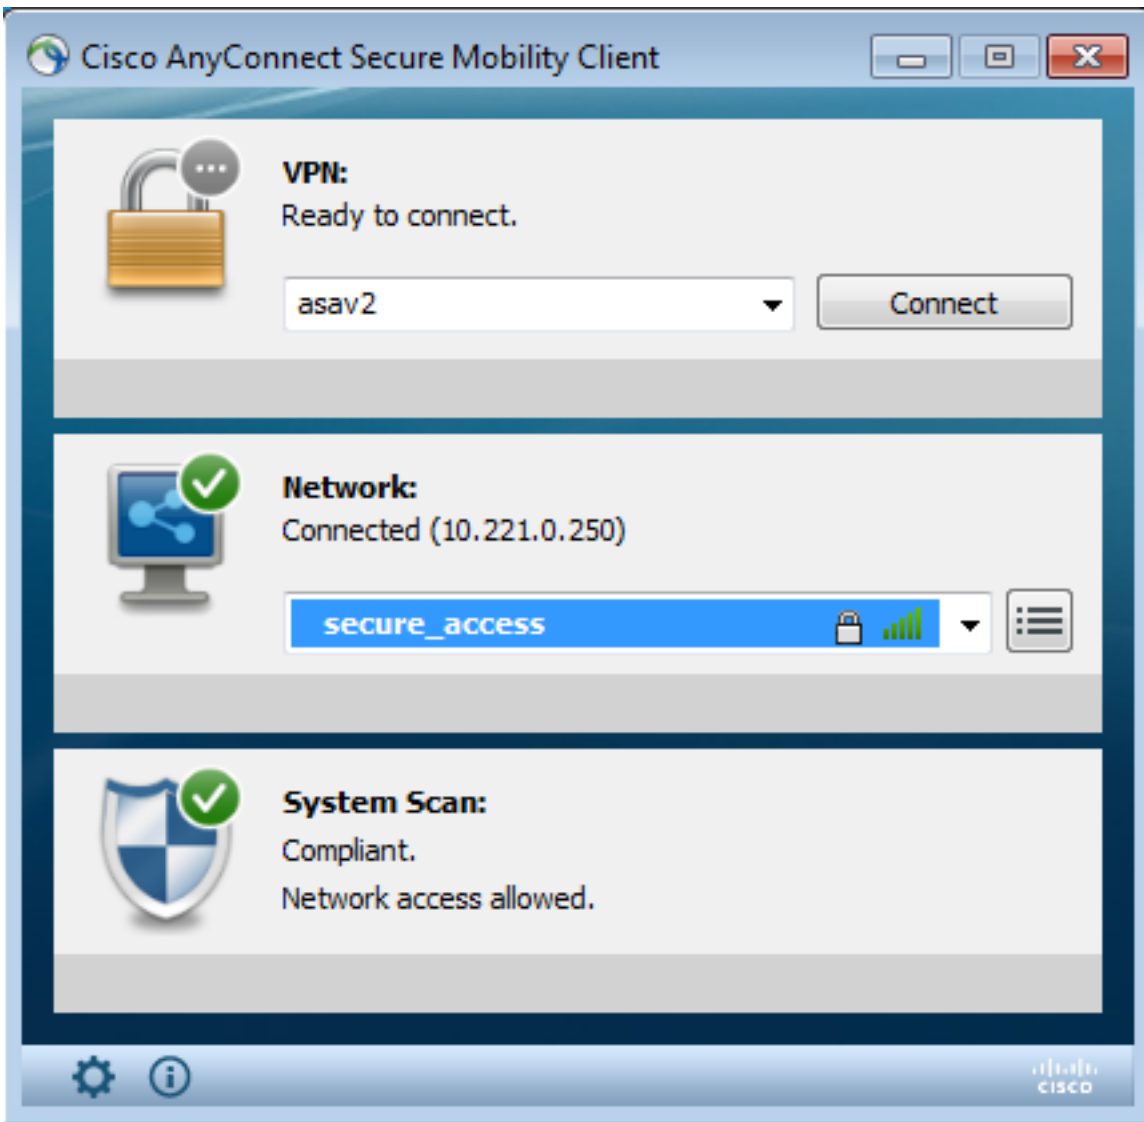 Cisco AnyConnect Secure Mobility Client
VPN:
Ready to connect.
asav2
Connect
Network:
Connected (10.221.0.250)
secure_access
System Scan:
Compliant.
Network access allowed.
CISCO